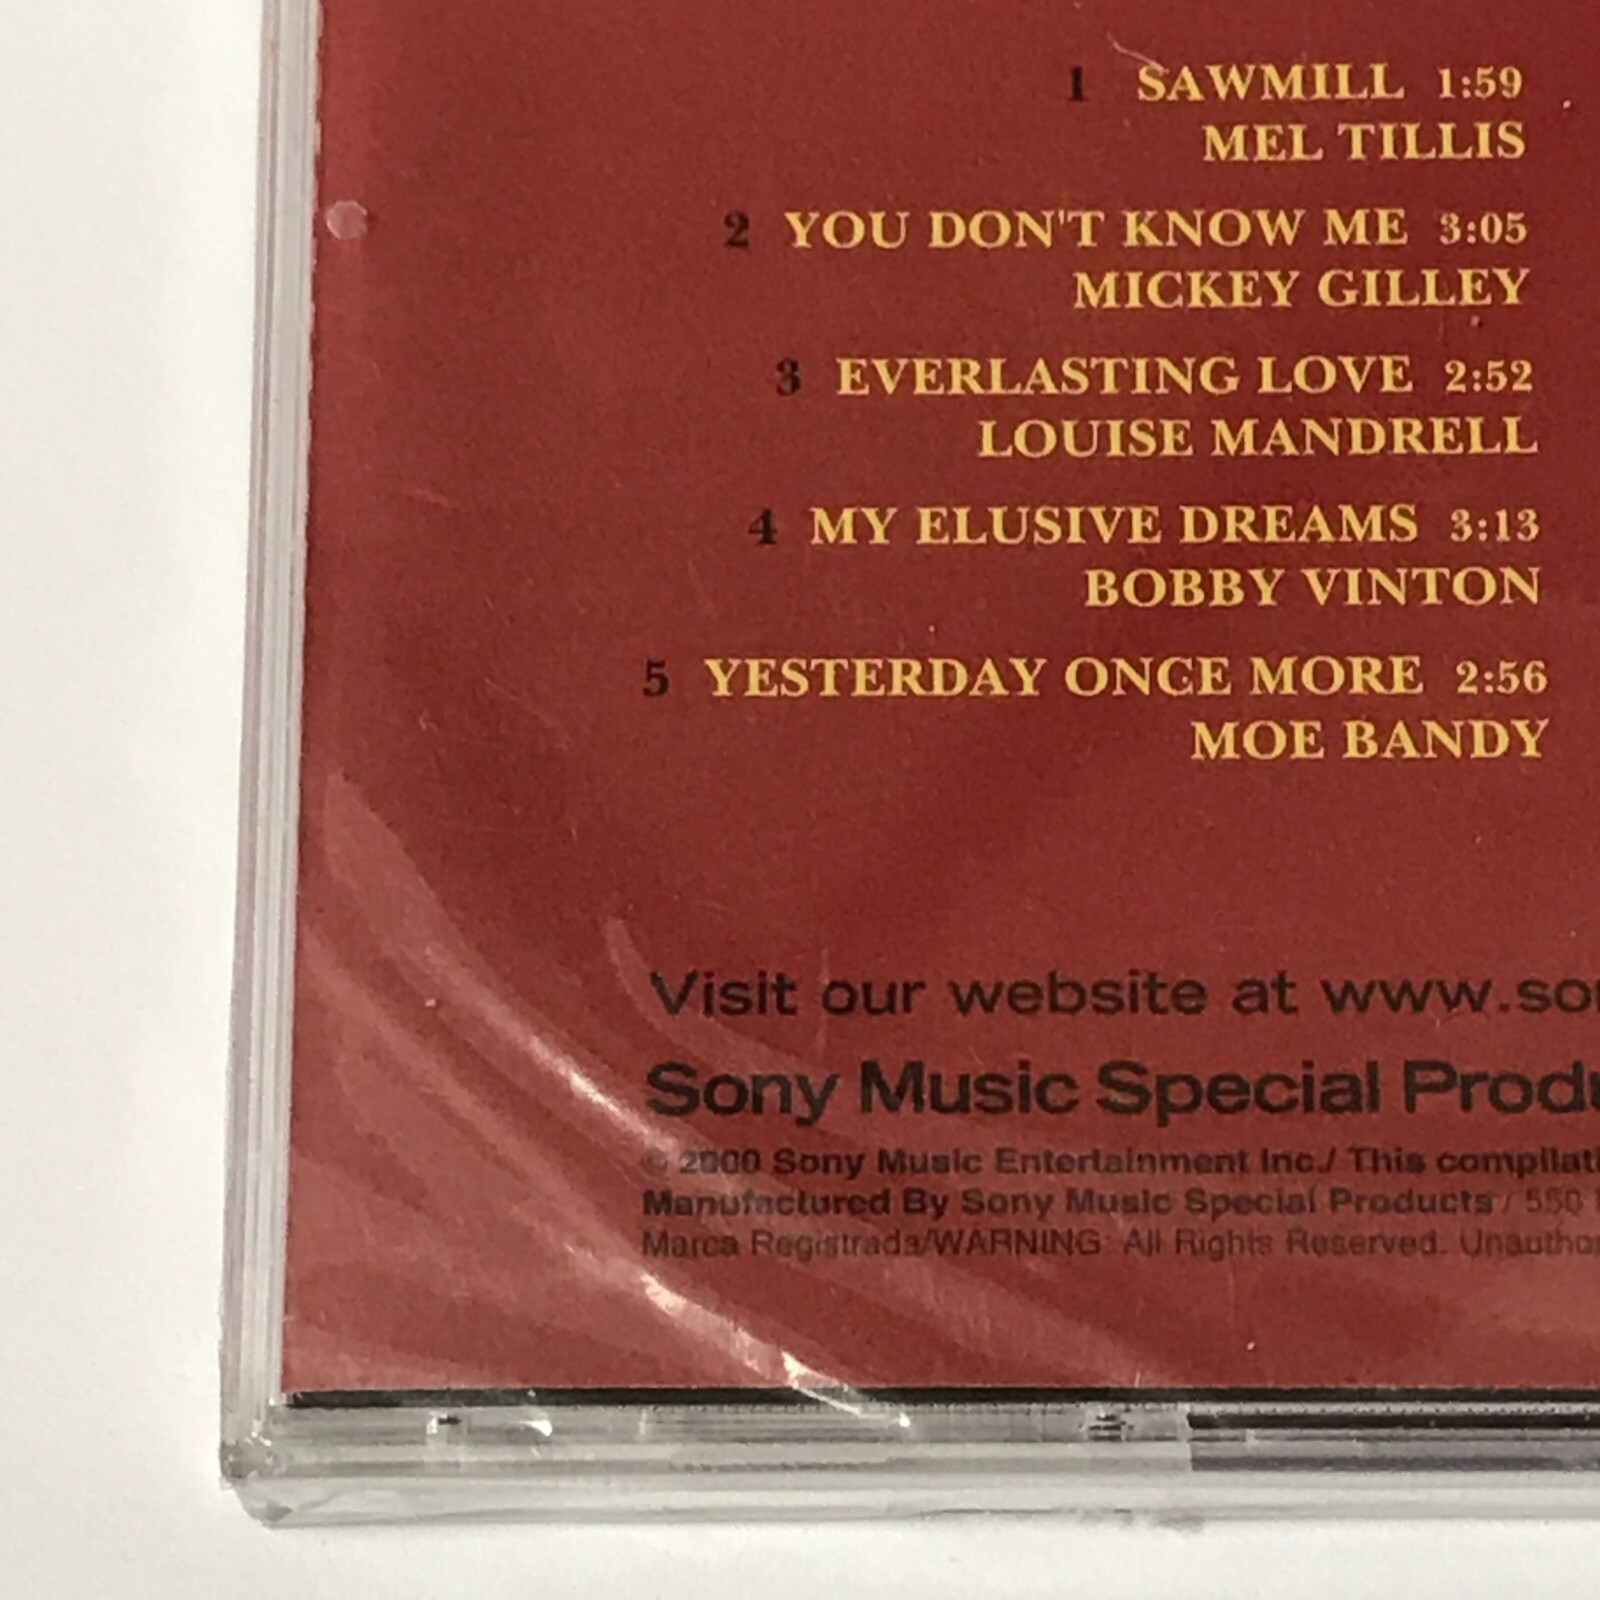 1 SAWMILL 1:59
MEL TILLIS
2 YOU DON'T KNOW ME 3:05
MICKEY GILLEY
3 EVERLASTING LOVE 2:52
LOUISE MANDRELL
4 MY ELUSIVE DREAMS 3:13
BOBBY VINTON
5 YESTERDAY ONCE MORE 2:56
MOE BANDY
Visit our website at
Sony Music Special
© 2000 Sony Music Entertainment Inc./ This
Manufactured By Sony Music Special Products /
Marca Registrada/WARNING: All Rights Reserved.